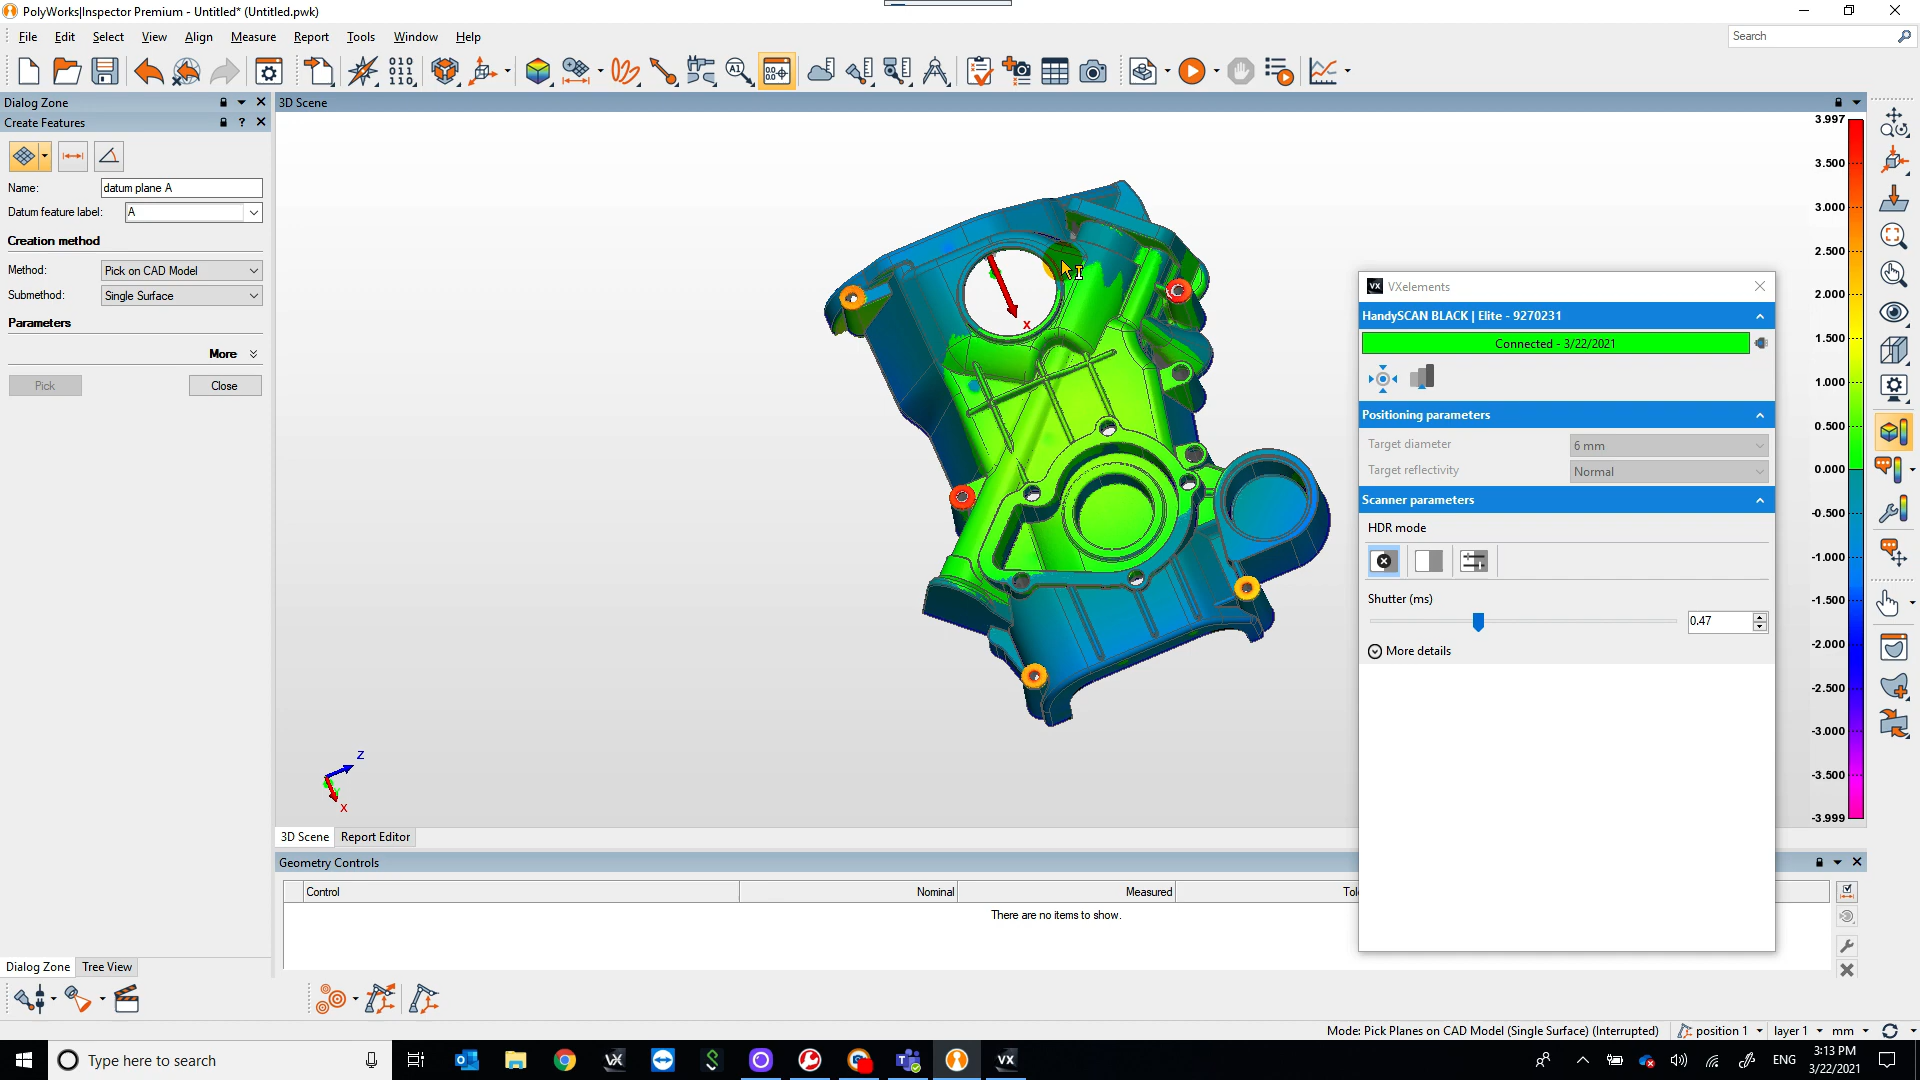 PolyWorks|Inspector Premium - Untitled* (Untitled.pwk)
File Edit Select View Align Measure Report Tools Window Help
Search
Dialog Zone
3D Scene
Create Features
Name: datum plane A
Datum feature label: A
Creation method
Method: Pick on CAD Model
Submethod: Single Surface
Parameters
More
Pick
Close
X
Z
Y
X
VXelements
HandySCAN BLACK | Elite - 9270231
Connected - 3/22/2021
Positioning parameters
Target diameter 6 mm
Target reflectivity Normal
Scanner parameters
HDR mode
Shutter (ms)
0.47
More details
3.997
3.500
3.000
2.500
2.000
1.500
1.000
0.500
0.000
-0.500
-1.000
-1.500
-2.000
-2.500
-3.000
-3.500
-3.999
3D Scene Report Editor
Geometry Controls
Control Nominal Measured Tol
There are no items to show.
Dialog Zone Tree View
Mode: Pick Planes on CAD Model (Single Surface) (Interrupted)
position 1 layer 1 mm
Type here to search
ENG
3:13 PM
3/22/2021